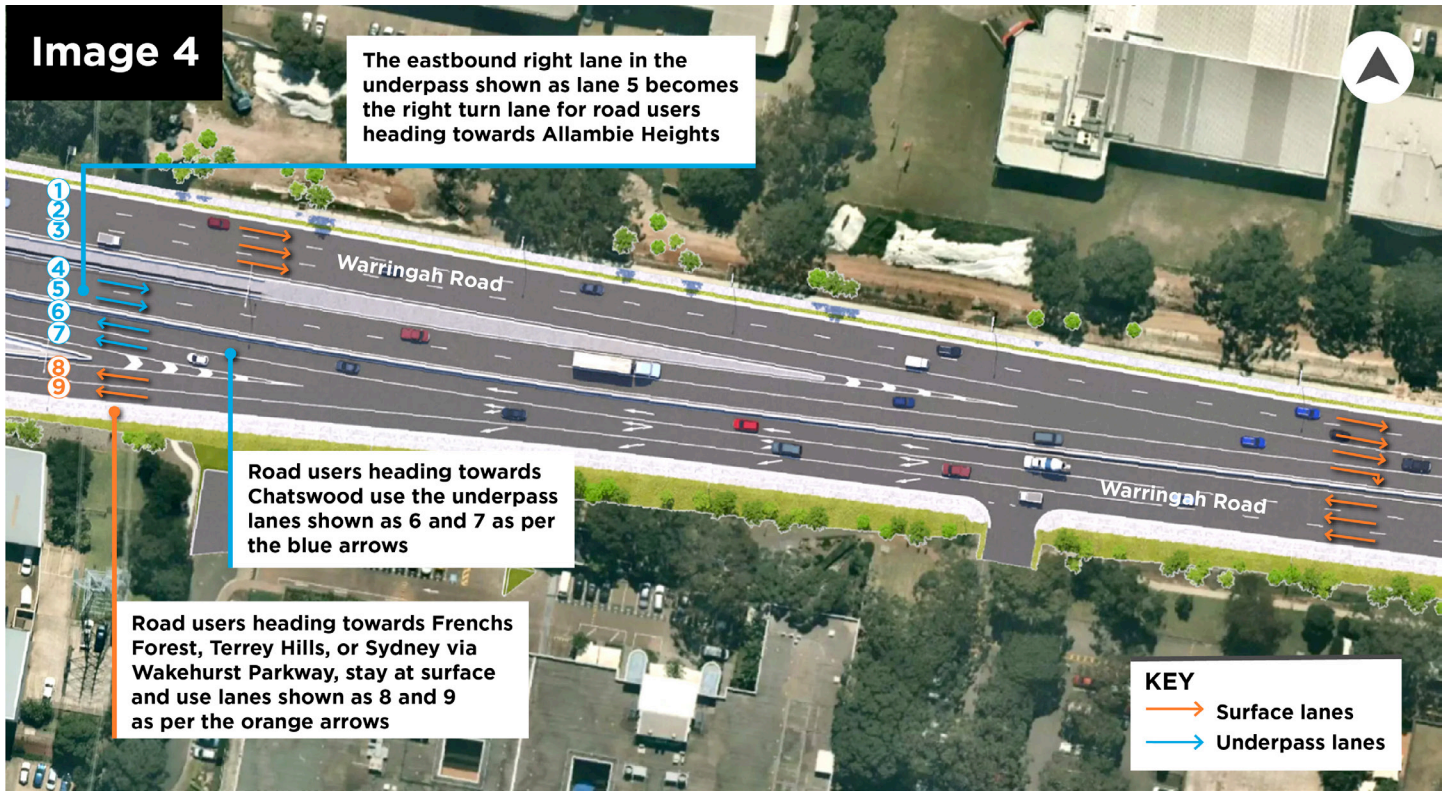 Image 4
The eastbound right lane in the
underpass shown as lane 5 becomes
the right turn lane for road users
heading towards Allambie Heights
1
2
3
4
5
6
7
8
9
Warringah Road
Warringah Road
Road users heading towards
Chatswood use the underpass
lanes shown as 6 and 7 as per
the blue arrows
Road users heading towards Frenchs
Forest, Terrey Hills, or Sydney via
Wakehurst Parkway, stay at surface
and use lanes shown as 8 and 9
as per the orange arrows
KEY
Surface lanes
Underpass lanes